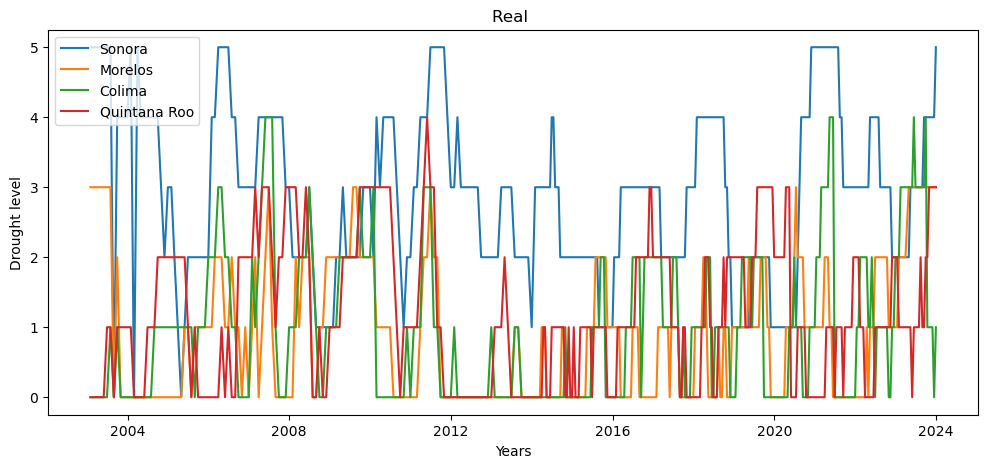 Real
Sonora
Morelos
Colima
Quintana Roo
Drought level
5
4
3
2
1
0
2004 2008 2012 2016 2020 2024
Years